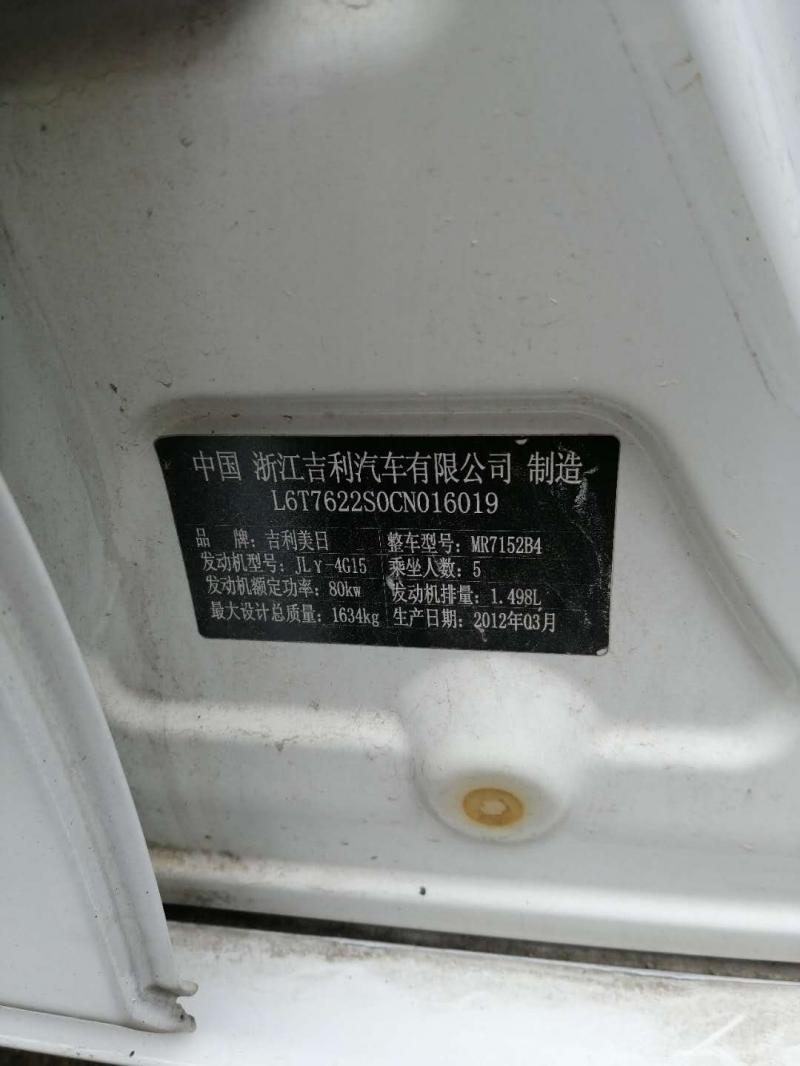 中国 浙江吉利汽车有限公司 制造
L6T7622S0CN016019
品 牌：吉利美日 整车型号：MR7152B4
发动机型号：JLγ-4G15 乘坐人数：5
发动机额定功率：80kw 发动机排量：1.498L
最大设计总质量：1634kg 生产日期：2012年03月